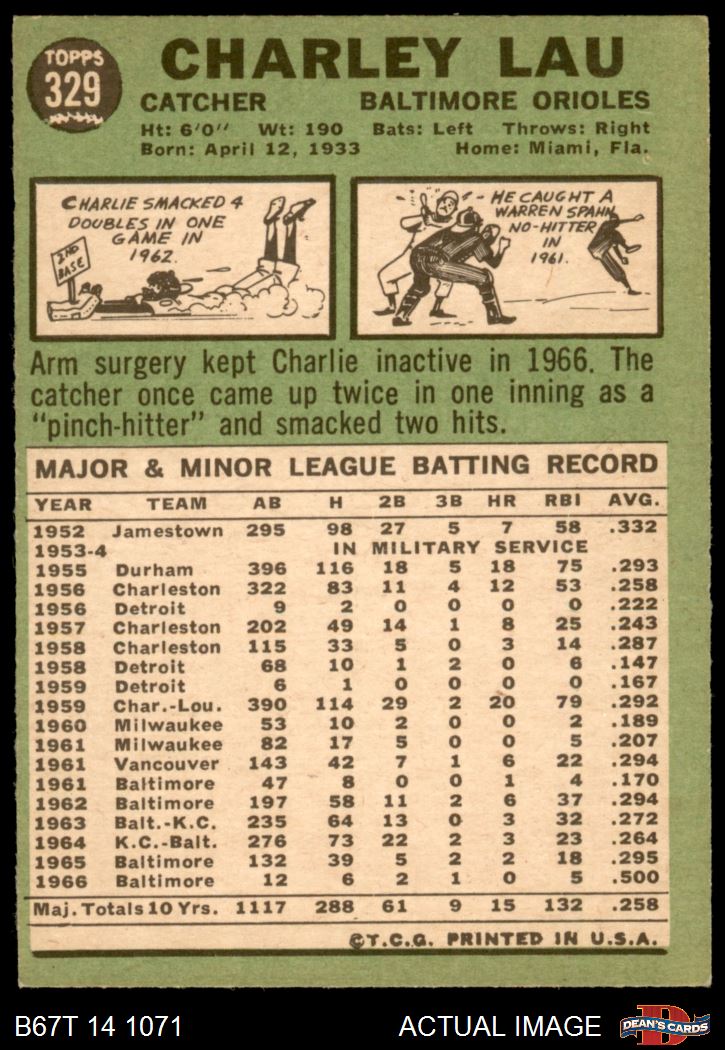 TOPPS
329
CHARLEY LAU
CATCHER BALTIMORE ORIOLES
Ht: 6'0" Wt: 190 Bats: Left Throws: Right
Born: April 12, 1933 Home: Miami, Fla.
CHARLIE SMACKED 4
DOUBLES IN ONE
GAME IN
1962.
2ND
BASE
HE CAUGHT A
WARREN SPAHN
NO-HITTER
IN
1961.
Arm surgery kept Charlie inactive in 1966. The
catcher once came up twice in one inning as a
"pinch-hitter" and smacked two hits.
MAJOR & MINOR LEAGUE BATTING RECORD
YEAR TEAM AB H 2B 3B HR RBI AVG.
1952 Jamestown 295 98 27 5 7 58 .332
1953-4 IN MILITARY SERVICE
1955 Durham 396 116 18 5 18 75 .293
1956 Charleston 322 83 11 4 12 53 .258
1956 Detroit 9 2 0 0 0 0 .222
1957 Charleston 202 49 14 1 8 25 .243
1958 Charleston 115 33 5 0 3 14 .287
1958 Detroit 68 10 1 2 0 6 .147
1959 Detroit 6 1 0 0 0 0 .167
1959 Char.-Lou. 390 114 29 2 20 79 .292
1960 Milwaukee 53 10 2 0 0 2 .189
1961 Milwaukee 82 17 5 0 0 5 .207
1961 Vancouver 143 42 7 1 6 22 .294
1961 Baltimore 47 8 0 0 1 4 .170
1962 Baltimore 197 58 11 2 6 37 .294
1963 Balt.-K.C. 235 64 13 0 3 32 .272
1964 K.C.-Balt. 276 73 22 2 3 23 .264
1965 Baltimore 132 39 5 2 2 18 .295
1966 Baltimore 12 6 2 1 0 5 .500
Maj. Totals 10 Yrs. 1117 288 61 9 15 132 .258
©T.C.G. PRINTED IN U.S.A.
B67T 14 1071 ACTUAL IMAGE
D
DEAN'S CARDS